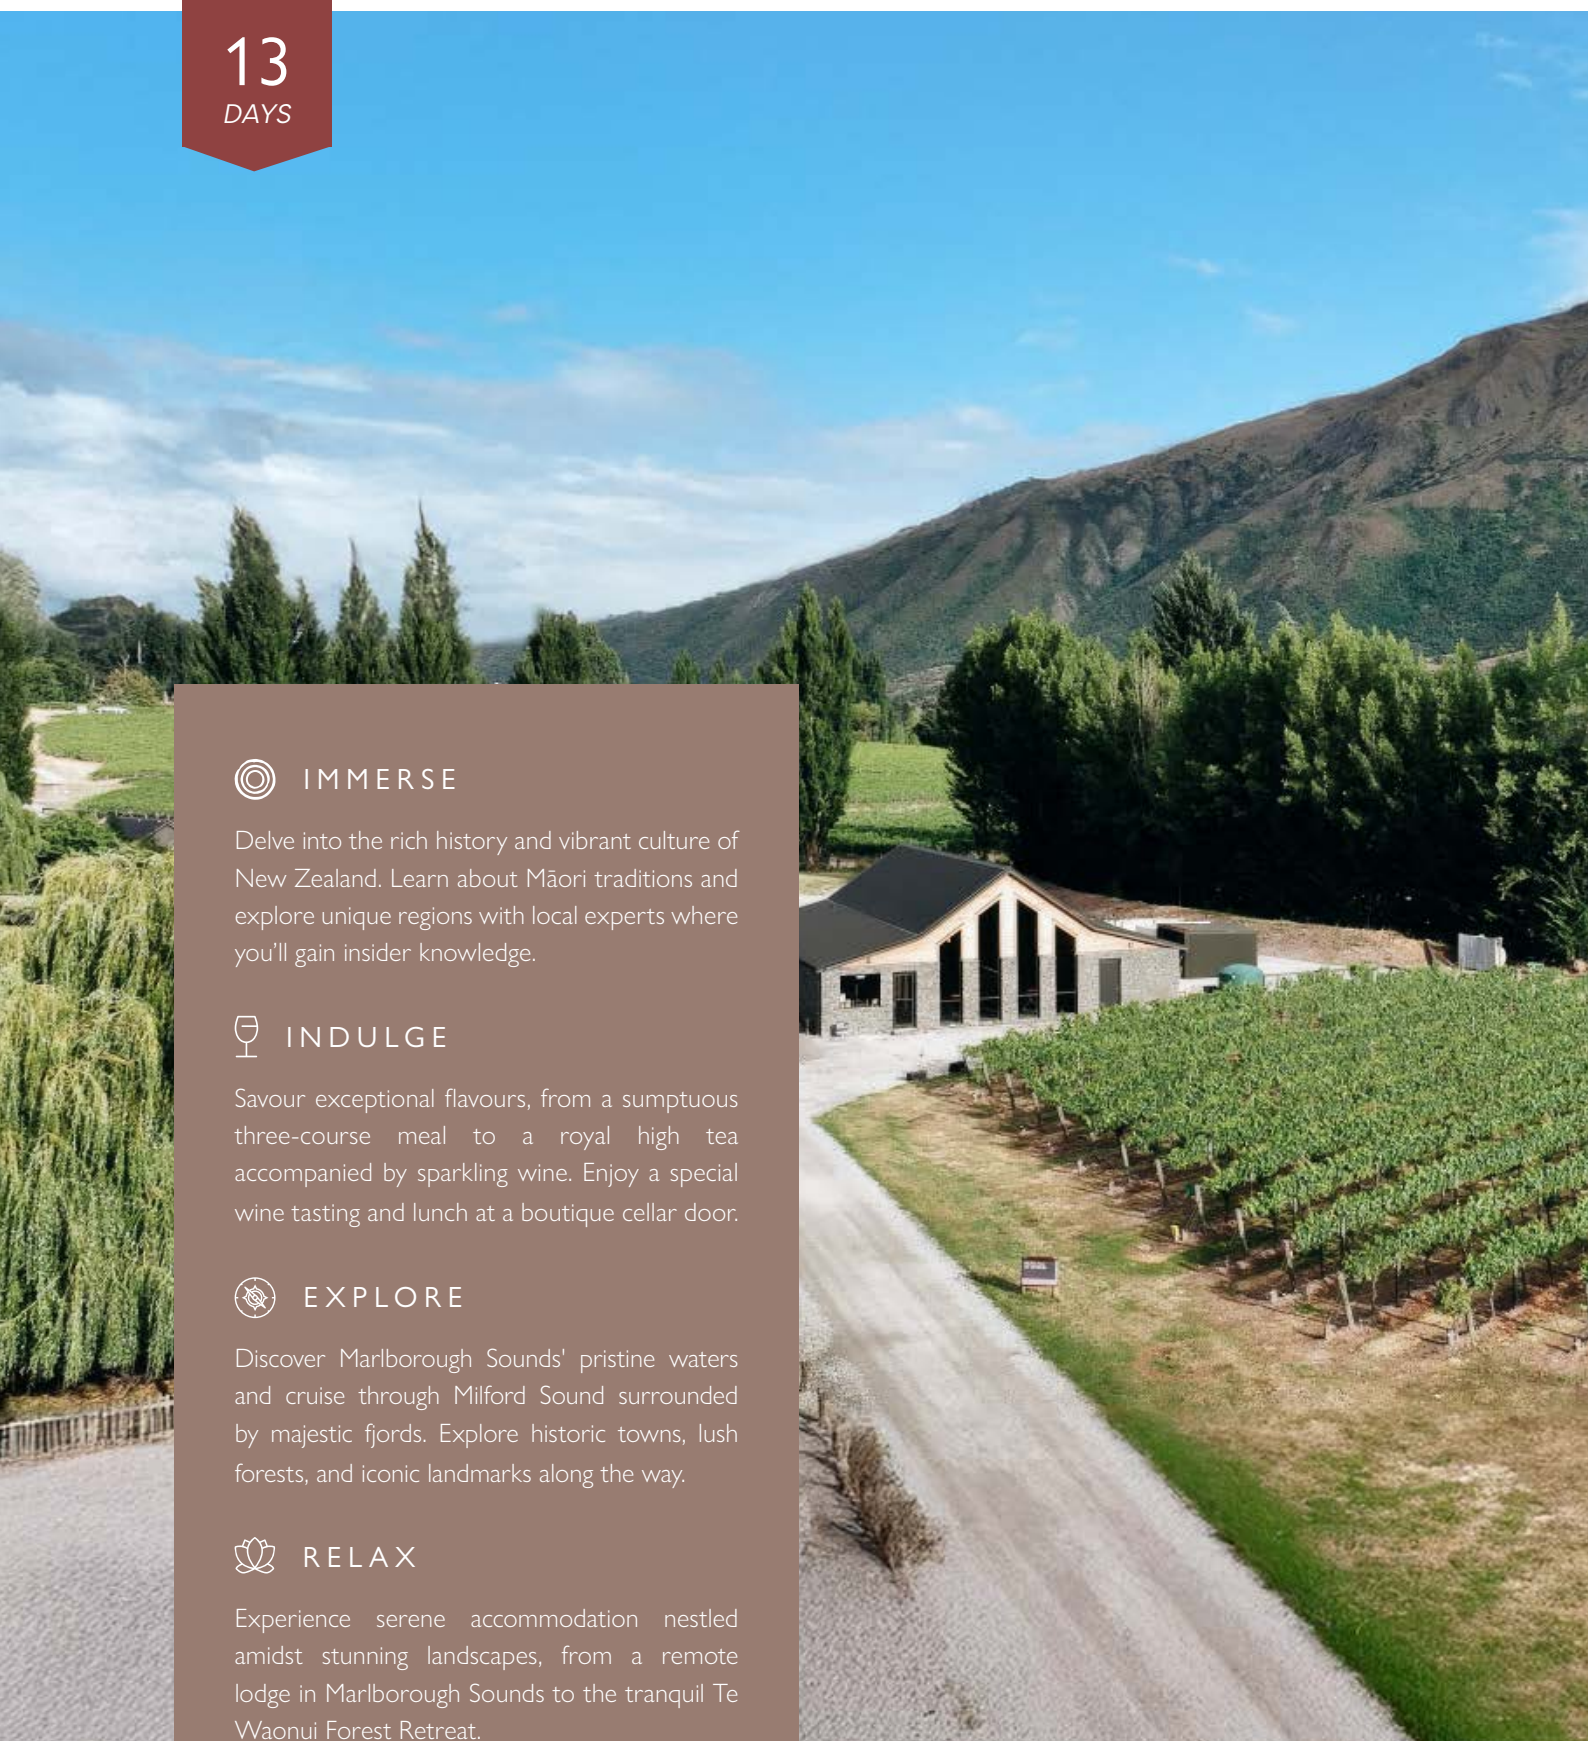 13
DAYS
IMMERSE
Delve into the rich history and vibrant culture of
New Zealand. Learn about Māori traditions and
explore unique regions with local experts where
you’ll gain insider knowledge.
INDULGE
Savour exceptional flavours, from a sumptuous
three-course meal to a royal high tea
accompanied by sparkling wine. Enjoy a special
wine tasting and lunch at a boutique cellar door.
EXPLORE
Discover Marlborough Sounds' pristine waters
and cruise through Milford Sound surrounded
by majestic fjords. Explore historic towns, lush
forests, and iconic landmarks along the way.
RELAX
Experience serene accommodation nestled
amidst stunning landscapes, from a remote
lodge in Marlborough Sounds to the tranquil Te
Waonui Forest Retreat.